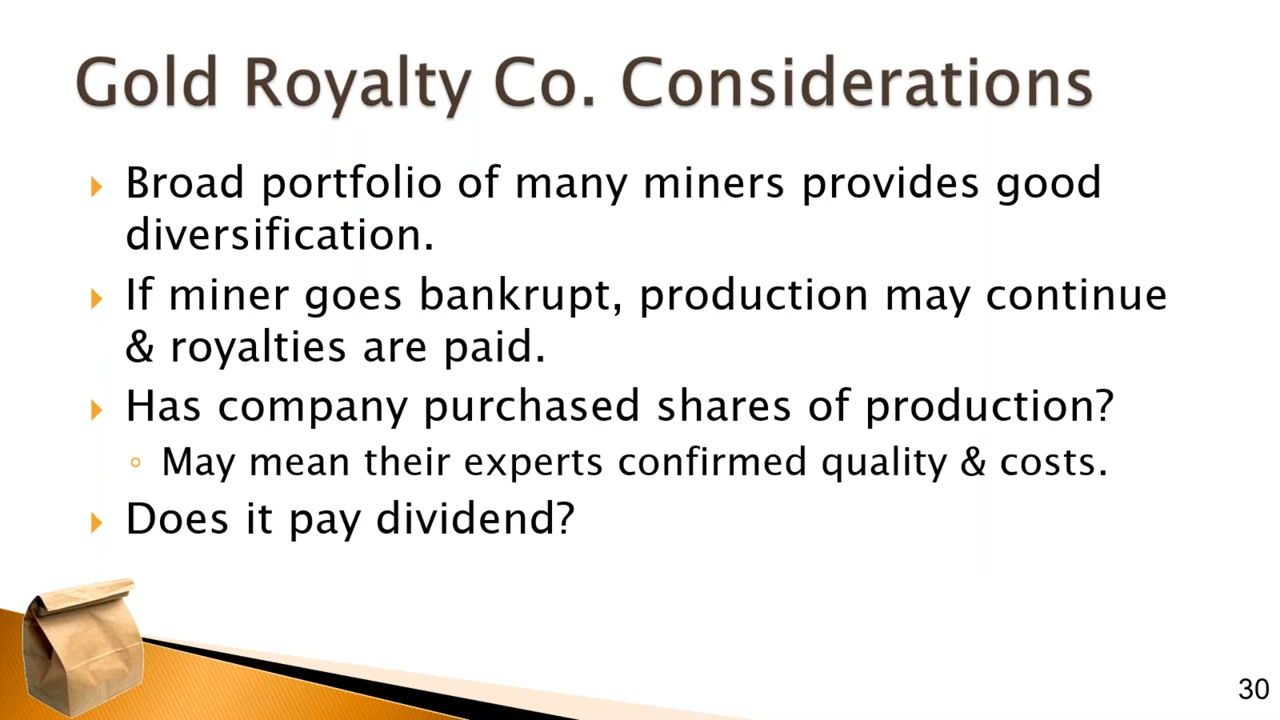 Gold Royalty Co. Considerations
Broad portfolio of many miners provides good
diversification.
If miner goes bankrupt, production may continue
& royalties are paid.
Has company purchased shares of production?
May mean their experts confirmed quality & costs.
Does it pay dividend?
30